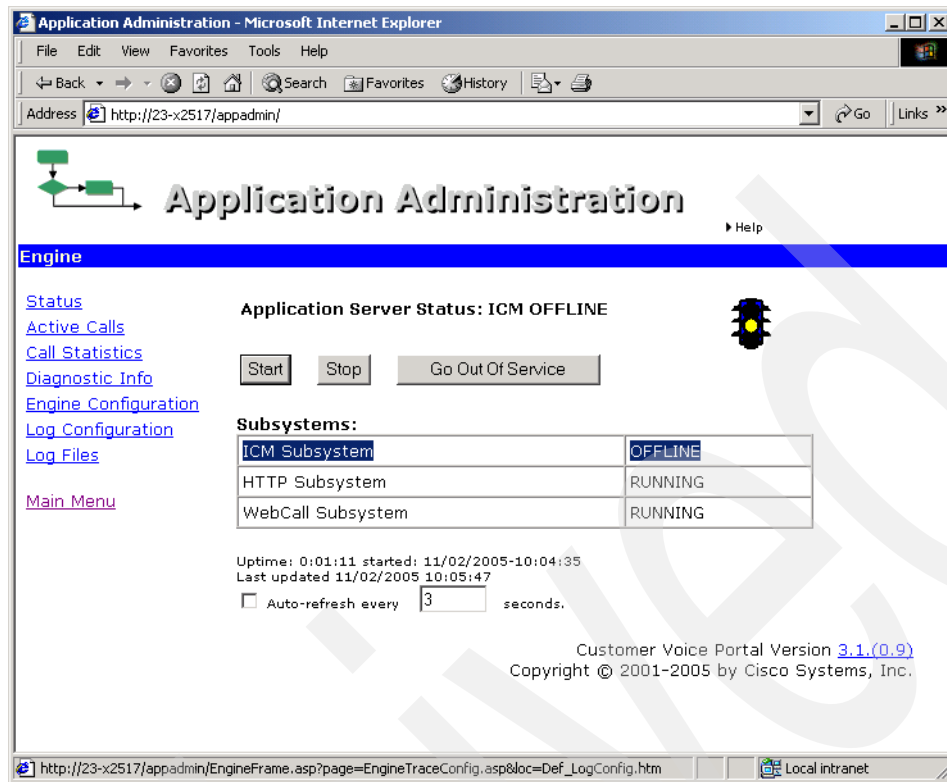 Application Administration - Microsoft Internet Explorer
File Edit View Favorites Tools Help
Back Search Favorites History
Address http://23-x2517/appadmin/ Go Links »
Application Administration
Help
Engine
Status
Active Calls
Call Statistics
Diagnostic Info
Engine Configuration
Log Configuration
Log Files
Main Menu
Application Server Status: ICM OFFLINE
Start Stop Go Out Of Service
Subsystems:
ICM Subsystem OFFLINE
HTTP Subsystem RUNNING
WebCall Subsystem RUNNING
Uptime: 0:01:11 started: 11/02/2005-10:04:35
Last updated 11/02/2005 10:05:47
Auto-refresh every 3 seconds.
Customer Voice Portal Version 3.1.(0.9)
Copyright © 2001-2005 by Cisco Systems, Inc.
http://23-x2517/appadmin/EngineFrame.asp?page=EngineTraceConfig.asp&loc=Def_LogConfig.htm Local intranet